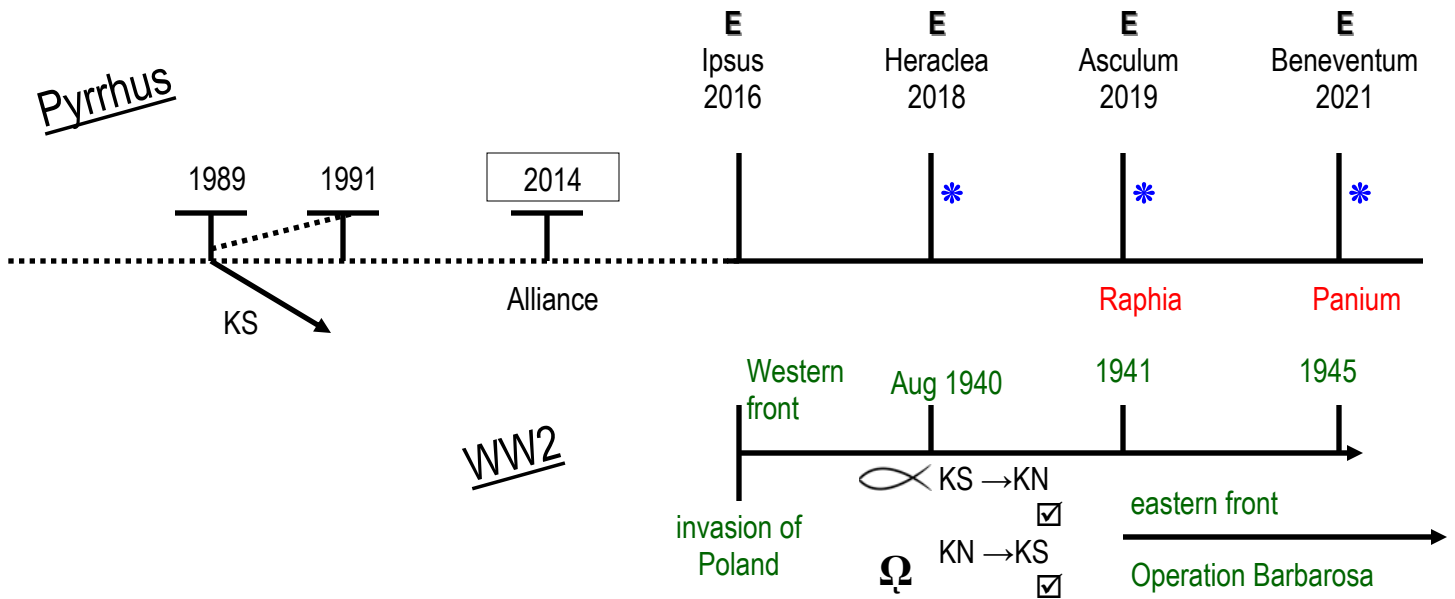 E
Ipsus
2016
E
Heraclea
2018
E
Asculum
2019
E
Beneventum
2021
Pyrrhus
1989
1991
2014
KS
Alliance
Raphia
Panium
WW2
Western
front
Aug 1940
1941
1945
invasion of
Poland
KS →KN
☑
Ω KN →KS
☑
eastern front
Operation Barbarosa